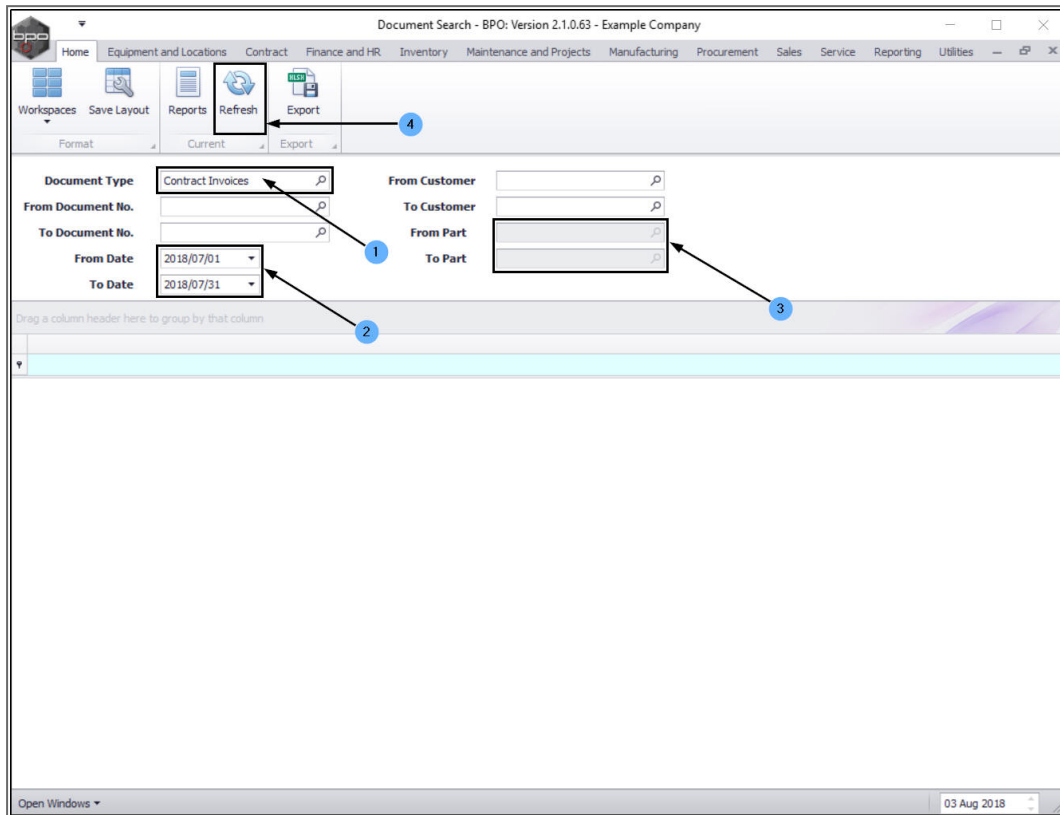 Document Search - BPO: Version 2.1.0.63 - Example Company
bpo
Home Equipment and Locations Contract Finance and HR Inventory Maintenance and Projects Manufacturing Procurement Sales Service Reporting Utilities
XLSX
Workspaces Save Layout Reports Refresh Export
4
Format Current Export
Document Type Contract Invoices From Customer
From Document No. To Customer
To Document No. From Part
1
From Date 2018/07/01 To Part
To Date 2018/07/31
3
Drag a column header here to group by that column
2
Open Windows 03 Aug 2018